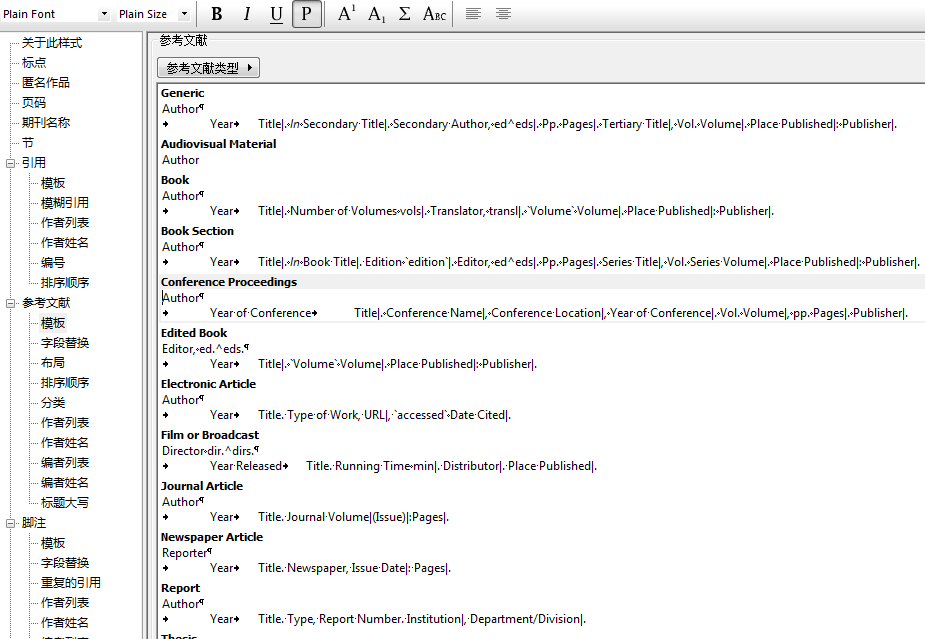 Plain Font Plain Size B I U P A¹ A₁ Σ Abc
关于此样式
标点
匿名作品
页码
期刊名称
节
引用
模板
模糊引用
作者列表
作者姓名
编号
排序顺序
参考文献
模板
字段替换
布局
排序顺序
分类
作者列表
作者姓名
编者列表
编者姓名
标题大写
脚注
模板
字段替换
重复的引用
作者列表
作者姓名
参考文献
参考文献类型
Generic
Author¶
Year Title|.·In·Secondary·Title|.·Secondary·Author,·ed^eds|.·Pp.·Pages|.·Tertiary·Title|,·Vol.·Volume|.·Place·Published|:·Publisher|.
Audiovisual Material
Author
Book
Author¶
Year Title|.·Number·of·Volumes·vols|.·Translator,·transl|.·`Volume`·Volume|.·Place·Published|:·Publisher|.
Book Section
Author¶
Year Title|.·In·Book·Title|.·Edition·`edition`|.·Editor,·ed^eds|.·Pp.·Pages|.·Series·Title|,·Vol.·Series·Volume|.·Place·Published|:·Publisher|.
Conference Proceedings
Author¶
Year·of·Conference Title|.·Conference·Name|,·Conference·Location|,·Year·of·Conference|.·Vol.·Volume|,·pp.·Pages|.·Publisher|.
Edited Book
Editor,·ed.^eds.¶
Year Title|.·`Volume`·Volume|.·Place·Published|:·Publisher|.
Electronic Article
Author¶
Year Title.·Type·of·Work,·URL|,·`accessed`·Date·Cited|.
Film or Broadcast
Director·dir.^dirs.¶
Year·Released Title.·Running·Time·min|.·Distributor|.·Place·Published|.
Journal Article
Author¶
Year Title.·Journal·Volume|(Issue)|:Pages|.
Newspaper Article
Reporter¶
Year Title.·Newspaper,·Issue·Date|:·Pages|.
Report
Author¶
Year Title.·Type,·Report·Number.·Institution|,·Department/Division|.
Thesis